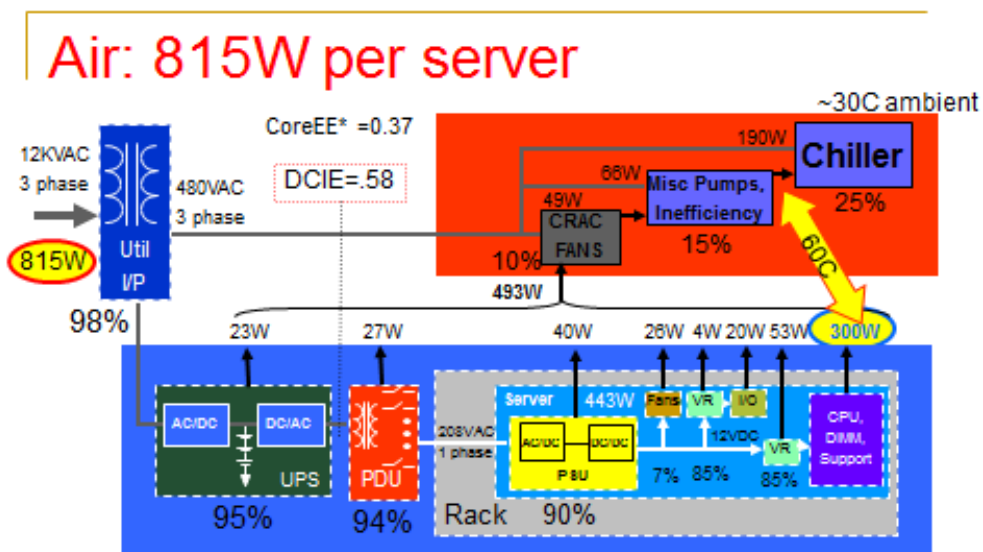 Air: 815W per server
~30C ambient
CoreEE* =0.37
190W
Chiller
12KVAC
3 phase
480VAC
3 phase
DCIE=.58
66W
Misc Pumps,
Inefficiency
25%
49W
CRAC
FANS
15%
60C
815W
Util
I/P
10%
493W
98%
23W
27W
40W
26W
4W
20W
53W
300W
Server
443W
Fans
VR
I/O
AC/DC
DC/AC
208VAC
1 phase
AC/DC
DC/DC
12VDC
VR
CPU,
DIMM,
Support
UPS
PDU
PSU
7%
85%
85%
95%
94%
Rack
90%